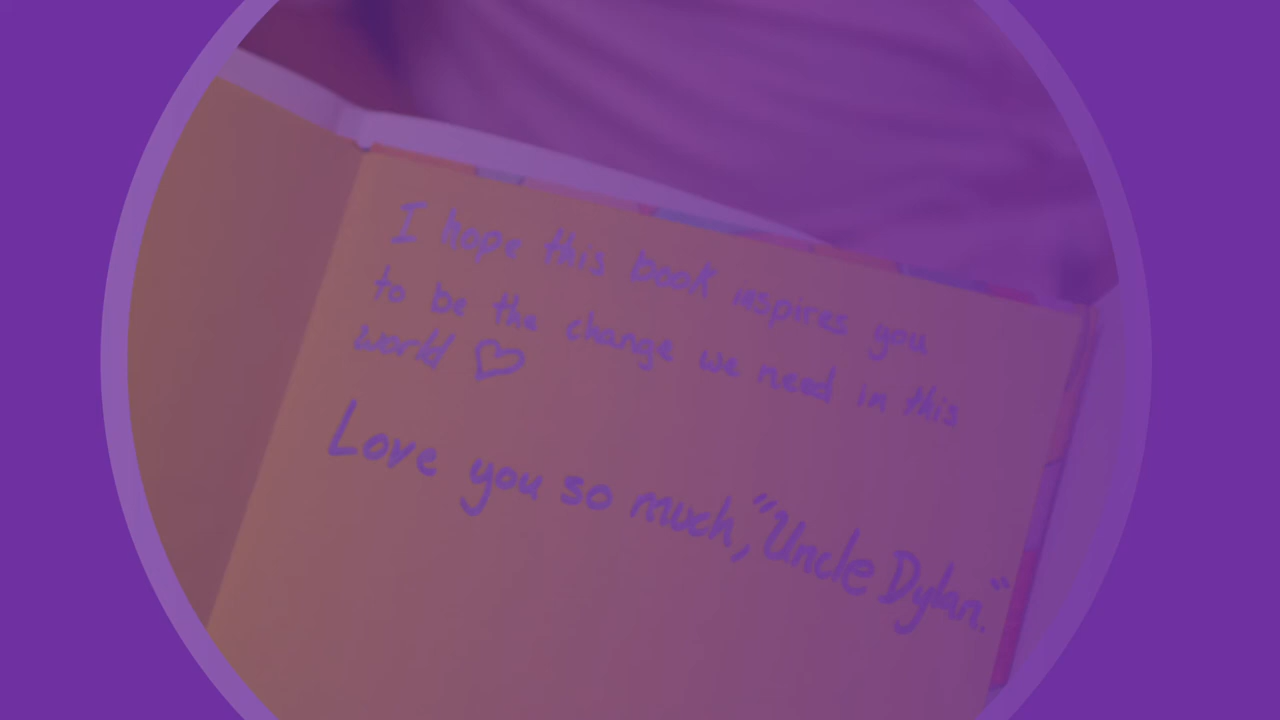 I hope this book inspires you
to be the change we need in this
world ♡
Love you so much, "Uncle Dylan."